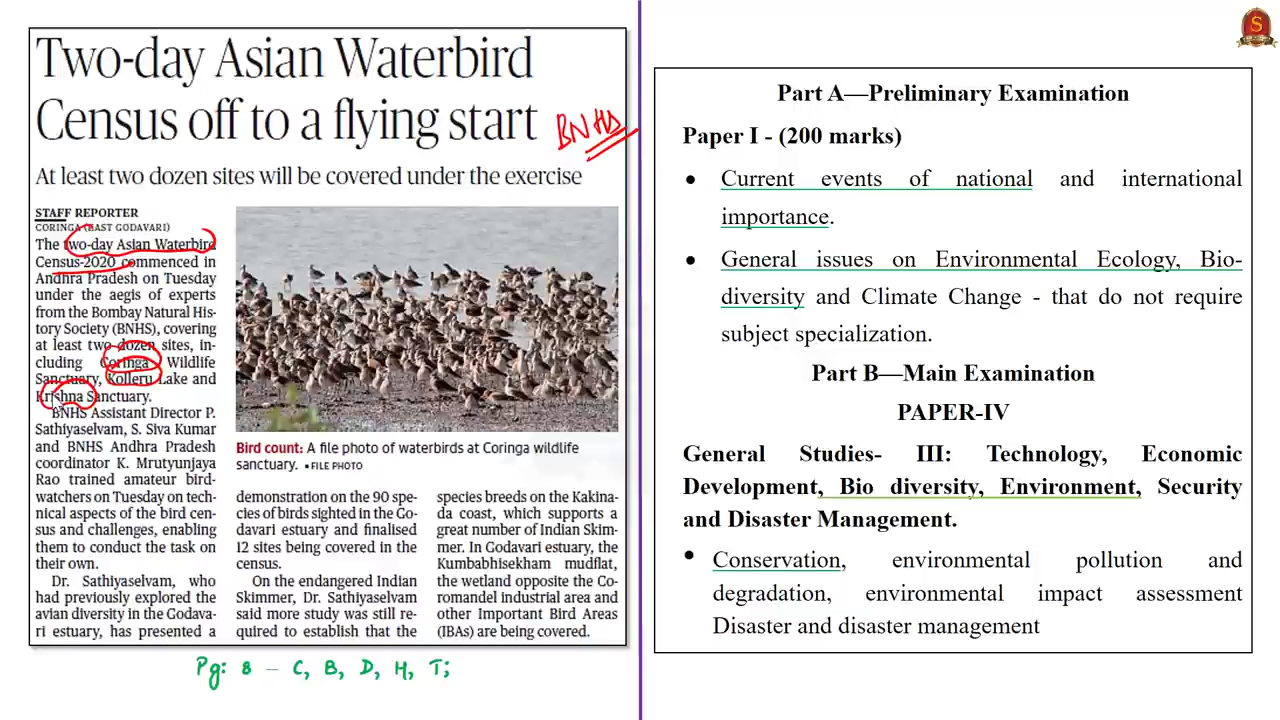 Two-day Asian Waterbird
Census off to a flying start
BNHS
At least two dozen sites will be covered under the exercise
STAFF REPORTER
CORINGA (EAST GODAVARI)
The two-day Asian Waterbird
Census-2020 commenced in
Andhra Pradesh on Tuesday
under the aegis of experts
from the Bombay Natural His-
tory Society (BNHS), covering
at least two dozen sites, in-
cluding Coringa Wildlife
Sanctuary, Kolleru Lake and
Krishna Sanctuary.
BNHS Assistant Director P.
Sathiyaselvam, S. Siva Kumar
and BNHS Andhra Pradesh
coordinator K. Mrutyunjaya
Rao trained amateur bird-
watchers on Tuesday on tech-
nical aspects of the bird cen-
sus and challenges, enabling
them to conduct the task on
their own.
Dr. Sathiyaselvam, who
had previously explored the
avian diversity in the Godava-
ri estuary, has presented a
Bird count: A file photo of waterbirds at Coringa wildlife
sanctuary. •FILE PHOTO
demonstration on the 90 spe-
cies of birds sighted in the Go-
davari estuary and finalised
12 sites being covered in the
census.
On the endangered Indian
Skimmer, Dr. Sathiyaselvam
said more study was still re-
quired to establish that the
species breeds on the Kakina-
da coast, which supports a
great number of Indian Skim-
mer. In Godavari estuary, the
Kumbabhisekham mudflat,
the wetland opposite the Co-
romandel industrial area and
other Important Bird Areas
(IBAs) are being covered.
Pg: 8 – C, B, D, H, T;
S
Part A—Preliminary Examination
Paper I - (200 marks)
• Current events of national and international
importance.
• General issues on Environmental Ecology, Bio-
diversity and Climate Change - that do not require
subject specialization.
Part B—Main Examination
PAPER-IV
General Studies- III: Technology, Economic
Development, Bio diversity, Environment, Security
and Disaster Management.
• Conservation, environmental pollution and
degradation, environmental impact assessment
Disaster and disaster management